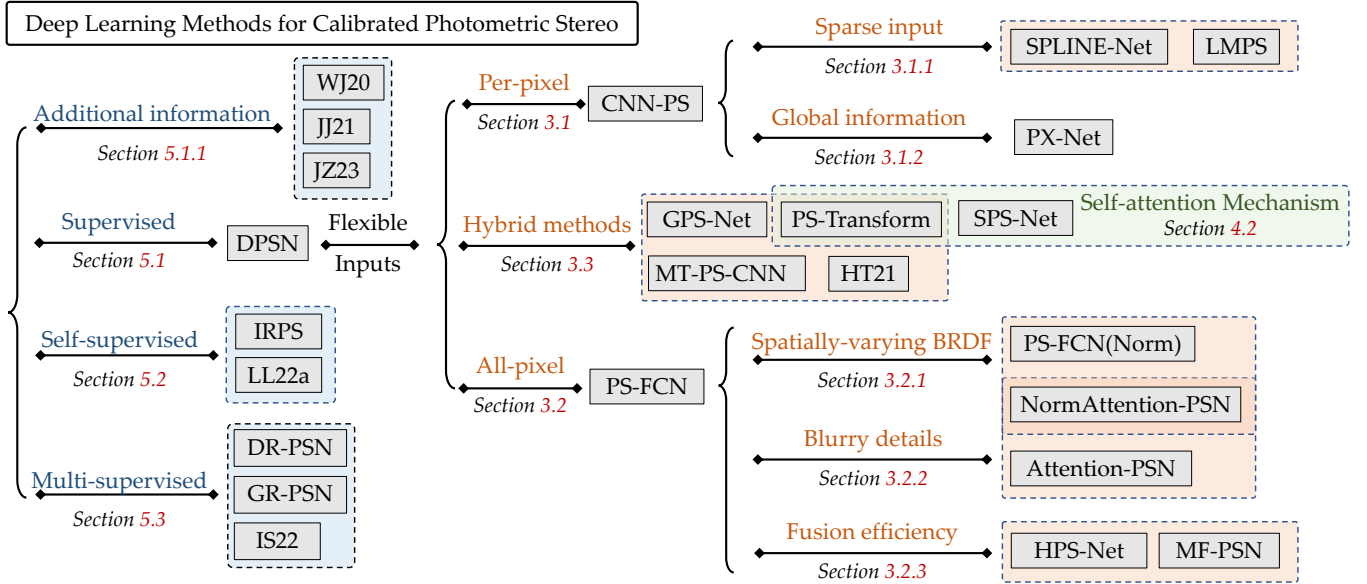 Deep Learning Methods for Calibrated Photometric Stereo
Additional information
Section 5.1.1
WJ20
JJ21
JZ23
Supervised
Section 5.1
DPSN
Flexible
Inputs
Self-supervised
Section 5.2
IRPS
LL22a
Multi-supervised
Section 5.3
DR-PSN
GR-PSN
IS22
Per-pixel
Section 3.1
CNN-PS
Sparse input
Section 3.1.1
SPLINE-Net
LMPS
Global information
Section 3.1.2
PX-Net
Hybrid methods
Section 3.3
GPS-Net
PS-Transform
SPS-Net
Self-attention Mechanism
Section 4.2
MT-PS-CNN
HT21
All-pixel
Section 3.2
PS-FCN
Spatially-varying BRDF
Section 3.2.1
PS-FCN(Norm)
NormAttention-PSN
Blurry details
Section 3.2.2
Attention-PSN
Fusion efficiency
Section 3.2.3
HPS-Net
MF-PSN